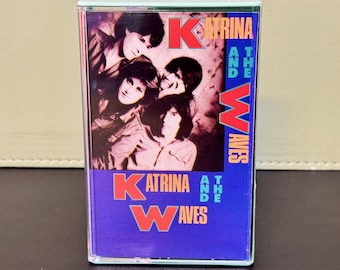 KATRINA
AND THE
WAVES
KATRINA
AND THE
WAVES